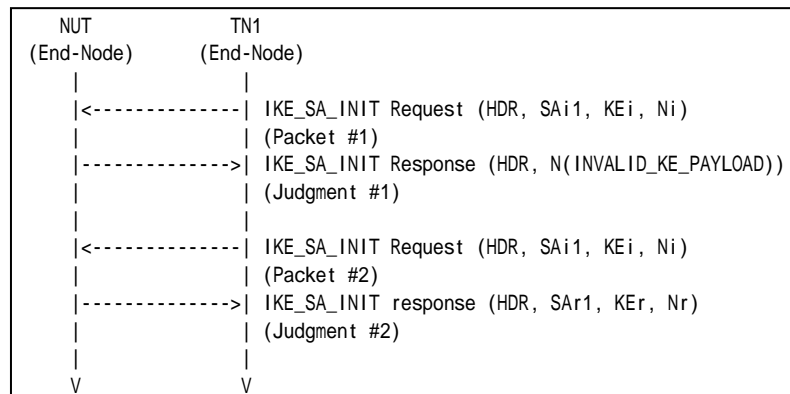 NUT TN1
(End-Node) (End-Node)
| |
|<--------------| IKE_SA_INIT Request (HDR, SAi1, KEi, Ni)
| | (Packet #1)
|-------------->| IKE_SA_INIT Response (HDR, N(INVALID_KE_PAYLOAD))
| | (Judgment #1)
| |
|<--------------| IKE_SA_INIT Request (HDR, SAi1, KEi, Ni)
| | (Packet #2)
|-------------->| IKE_SA_INIT response (HDR, SAr1, KEr, Nr)
| | (Judgment #2)
| |
V V